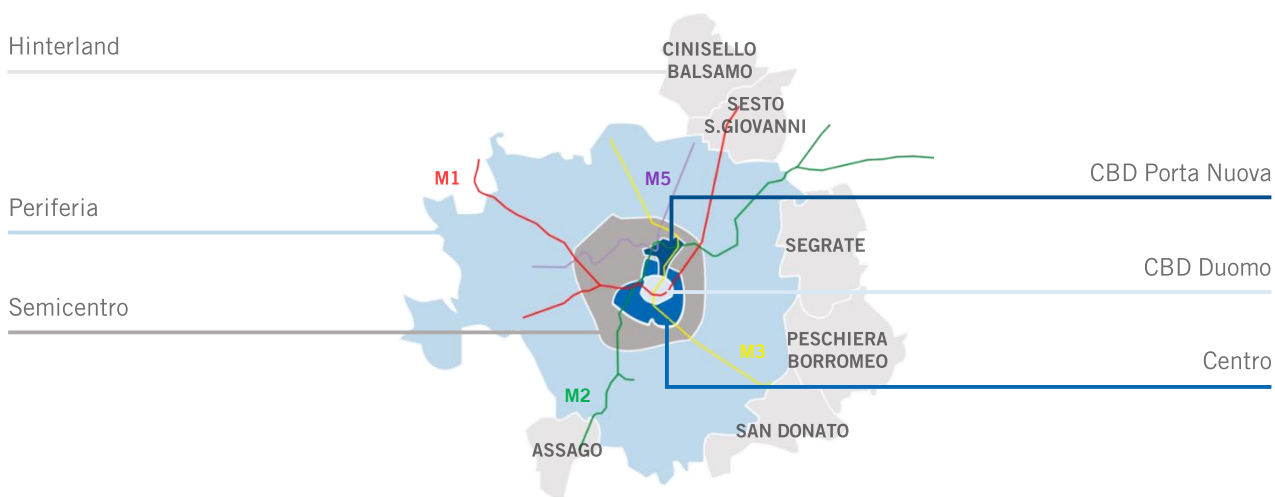 Hinterland
CINISELLO
BALSAMO
SESTO
S.GIOVANNI
M1
M5
CBD Porta Nuova
Periferia
SEGRATE
CBD Duomo
Semicentro
PESCHIERA
BORROMEO
M3
Centro
M2
SAN DONATO
ASSAGO